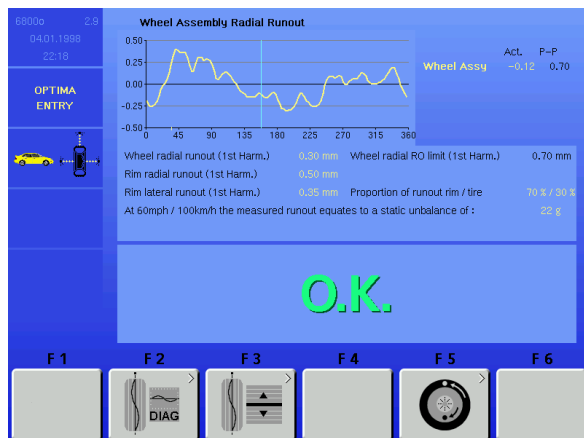 6800o 2.9
04.01.1998
22:18
OPTIMA
ENTRY
Wheel Assembly Radial Runout
0.50
0.25
0.00
-0.25
-0.50
0 45 90 135 180 225 270 315 360
Act. P-P
Wheel Assy -0.12 0.70
Wheel radial runout (1st Harm.) 0.30 mm Wheel radial RO limit (1st Harm.) 0.70 mm
Rim radial runout (1st Harm.) 0.50 mm
Rim lateral runout (1st Harm.) 0.35 mm Proportion of runout rim / tire 70 % / 30 %
At 60mph / 100km/h the measured runout equates to a static unbalance of : 22 g
O.K.
F 1 F 2 F 3 F 4 F 5 F 6
DIAG